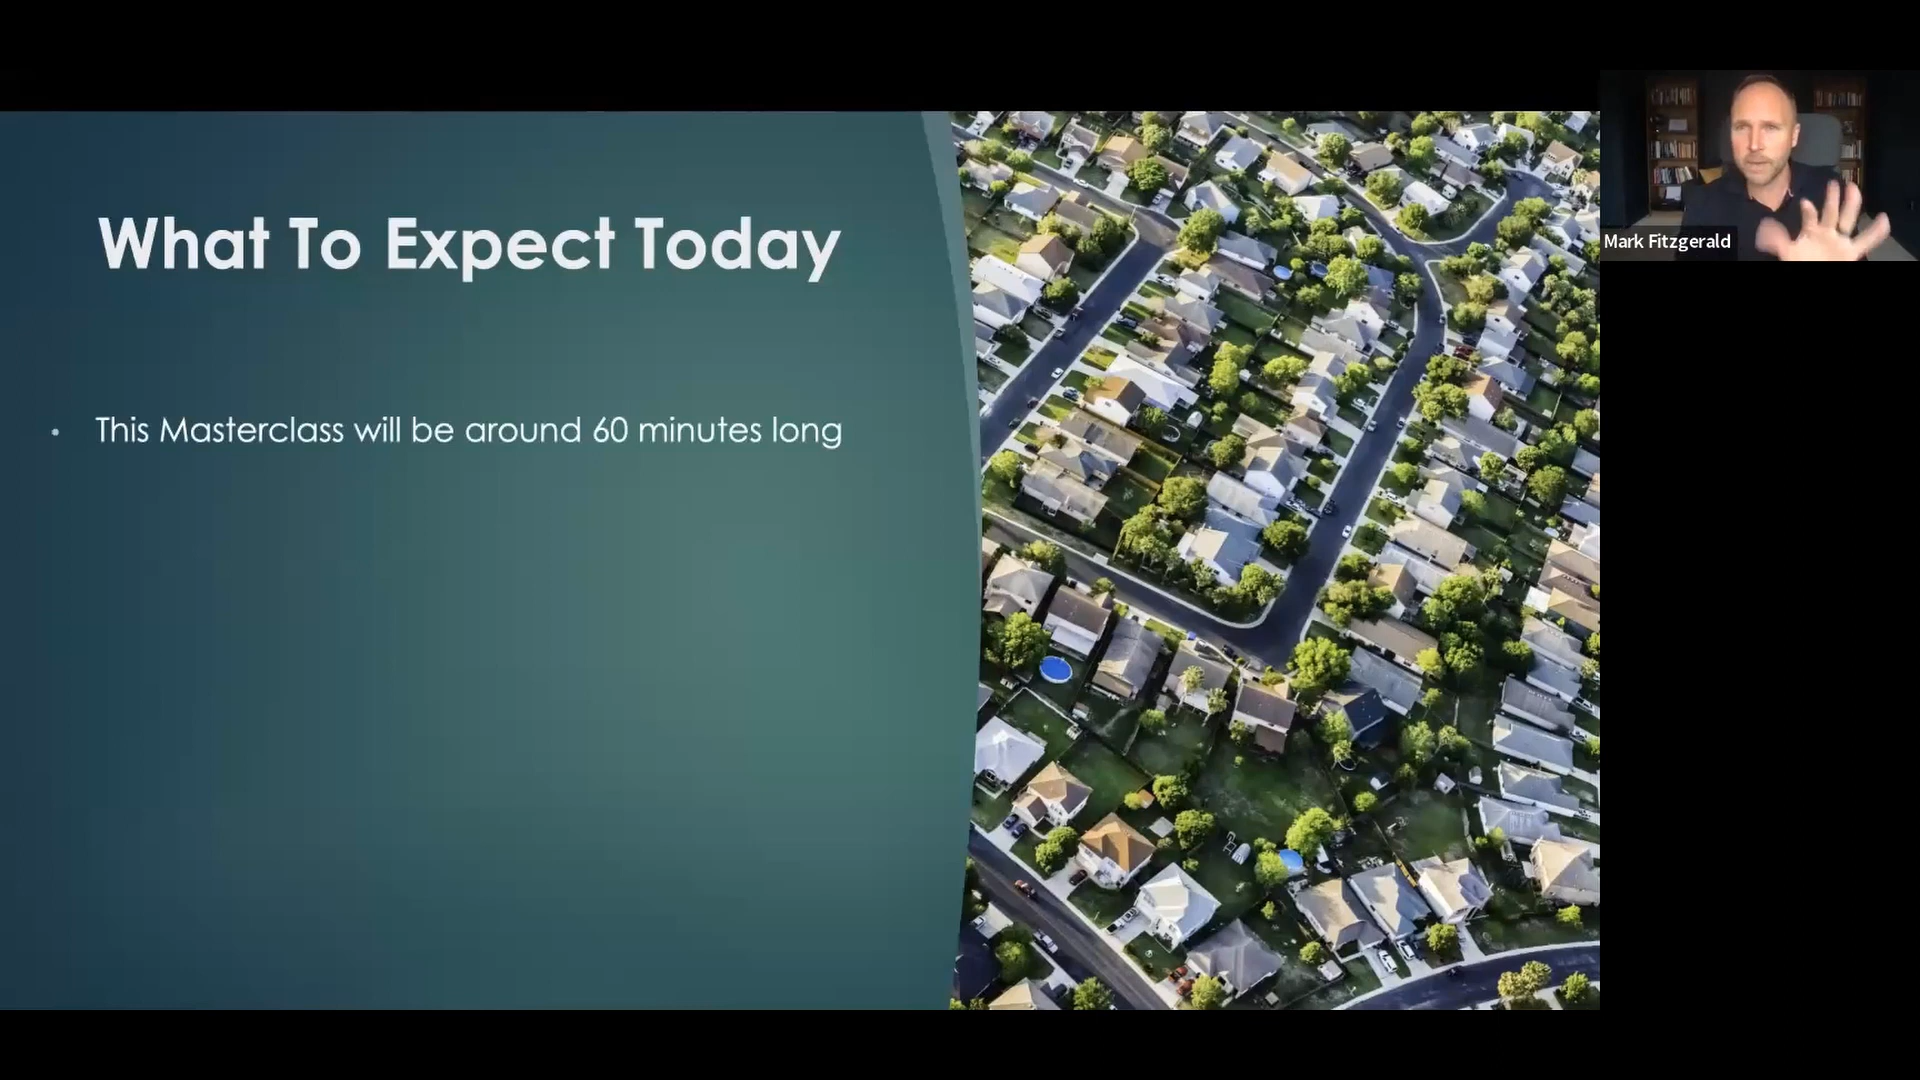 What To Expect Today
• This Masterclass will be around 60 minutes long
Mark Fitzgerald